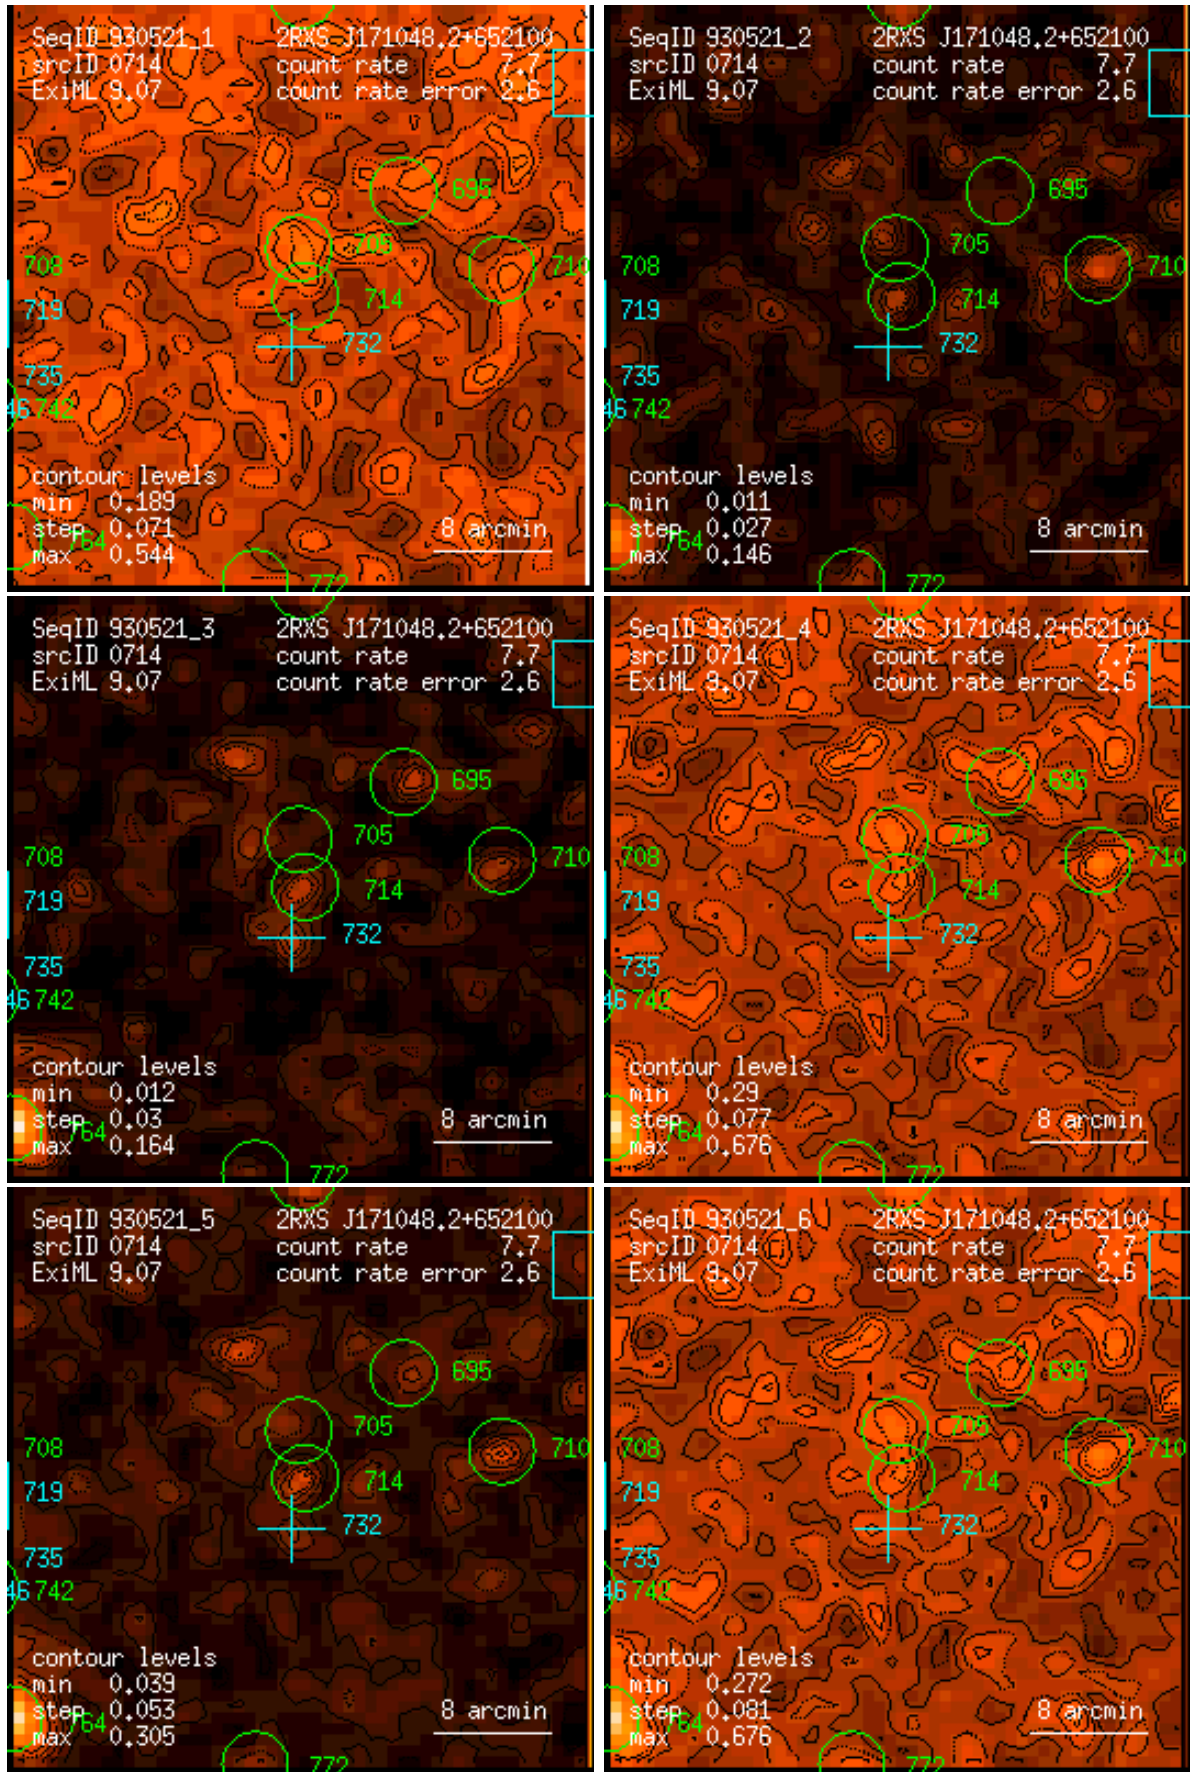 SeqID 930521_1 2RXS J171048.2+652100
srcID 0714 count rate 7.7
ExiML 9.07 count rate error 2.6
695
705
708 710
714
719
732
735
46 742
contour levels
min 0.189
step 0.071
764 8 arcmin
max 0.544
772
SeqID 930521_2 2RXS J171048.2+652100
srcID 0714 count rate 7.7
ExiML 9.07 count rate error 2.6
695
705
708 710
714
719
732
735
46 742
contour levels
min 0.011
step 0.027
764 8 arcmin
max 0.146
772
SeqID 930521_3 2RXS J171048.2+652100
srcID 0714 count rate 7.7
ExiML 9.07 count rate error 2.6
695
705
708 710
714
719
732
735
46 742
contour levels
min 0.012
step 0.03
764 8 arcmin
max 0.164
772
SeqID 930521_4 2RXS J171048.2+652100
srcID 0714 count rate 7.7
ExiML 9.07 count rate error 2.6
695
705
708 710
714
719
732
735
46 742
contour levels
min 0.29
step 0.077
764 8 arcmin
max 0.676
772
SeqID 930521_5 2RXS J171048.2+652100
srcID 0714 count rate 7.7
ExiML 9.07 count rate error 2.6
695
705
708 710
714
719
732
735
46 742
contour levels
min 0.039
step 0.053
764 8 arcmin
max 0.305
772
SeqID 930521_6 2RXS J171048.2+652100
srcID 0714 count rate 7.7
ExiML 9.07 count rate error 2.6
695
705
708 710
714
719
732
735
46 742
contour levels
min 0.272
step 0.081
764 8 arcmin
max 0.676
772